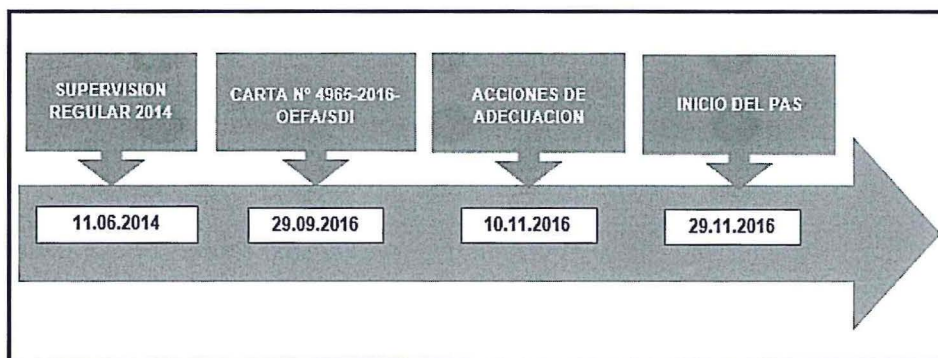 SUPERVISION
REGULAR 2014
CARTA Nº 4965-2016-
OEFA/SDI
ACCIONES DE
ADECUACION
INICIO DEL PAS
11.06.2014
29.09.2016
10.11.2016
29.11.2016